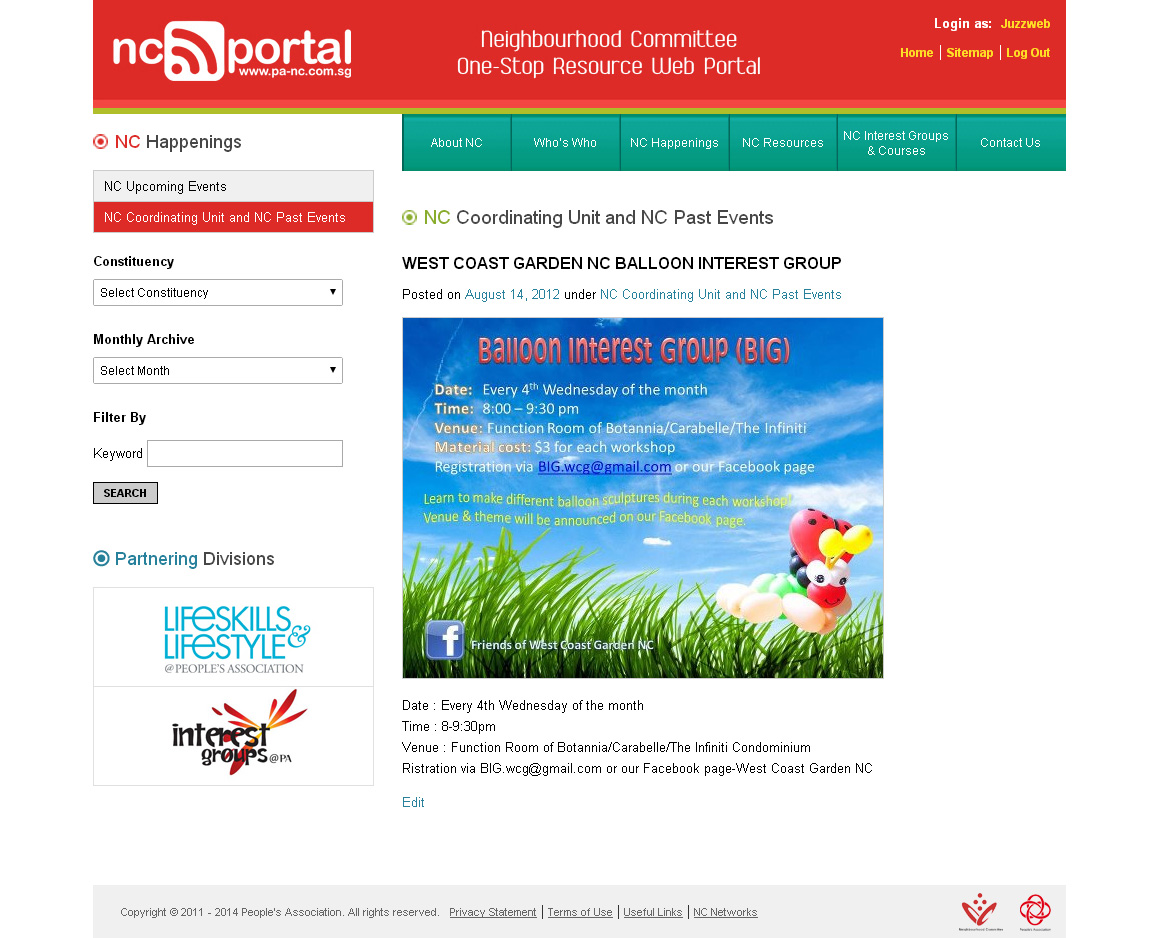 nc portal
www.pa-nc.com.sg
Neighbourhood Committee
One-Stop Resource Web Portal
Login as: Juzzweb
Home | Sitemap | Log Out
NC Happenings
NC Upcoming Events
NC Coordinating Unit and NC Past Events
Constituency
Select Constituency
Monthly Archive
Select Month
Filter By
Keyword
SEARCH
Partnering Divisions
LIFESKILLS
& LIFESTYLE
@PEOPLE'S ASSOCIATION
interest
groups@PA
About NC
Who's Who
NC Happenings
NC Resources
NC Interest Groups
& Courses
Contact Us
NC Coordinating Unit and NC Past Events
WEST COAST GARDEN NC BALLOON INTEREST GROUP
Posted on August 14, 2012 under NC Coordinating Unit and NC Past Events
Balloon Interest Group (BIG)
Date: Every 4th Wednesday of the month
Time: 8:00 – 9:30 pm
Venue: Function Room of Botannia/Carabelle/The Infiniti
Material cost: $3 for each workshop
Registration via BIG.wcg@gmail.com or our Facebook page
Learn to make different balloon sculptures during each workshop!
Venue & theme will be announced on our Facebook page.
f Friends of West Coast Garden NC
Date : Every 4th Wednesday of the month
Time : 8-9:30pm
Venue : Function Room of Botannia/Carabelle/The Infiniti Condominium
Ristration via BIG.wcg@gmail.com or our Facebook page-West Coast Garden NC
Edit
Copyright © 2011 - 2014 People's Association. All rights reserved. Privacy Statement | Terms of Use | Useful Links | NC Networks
Neighbourhood Committee
People's Association